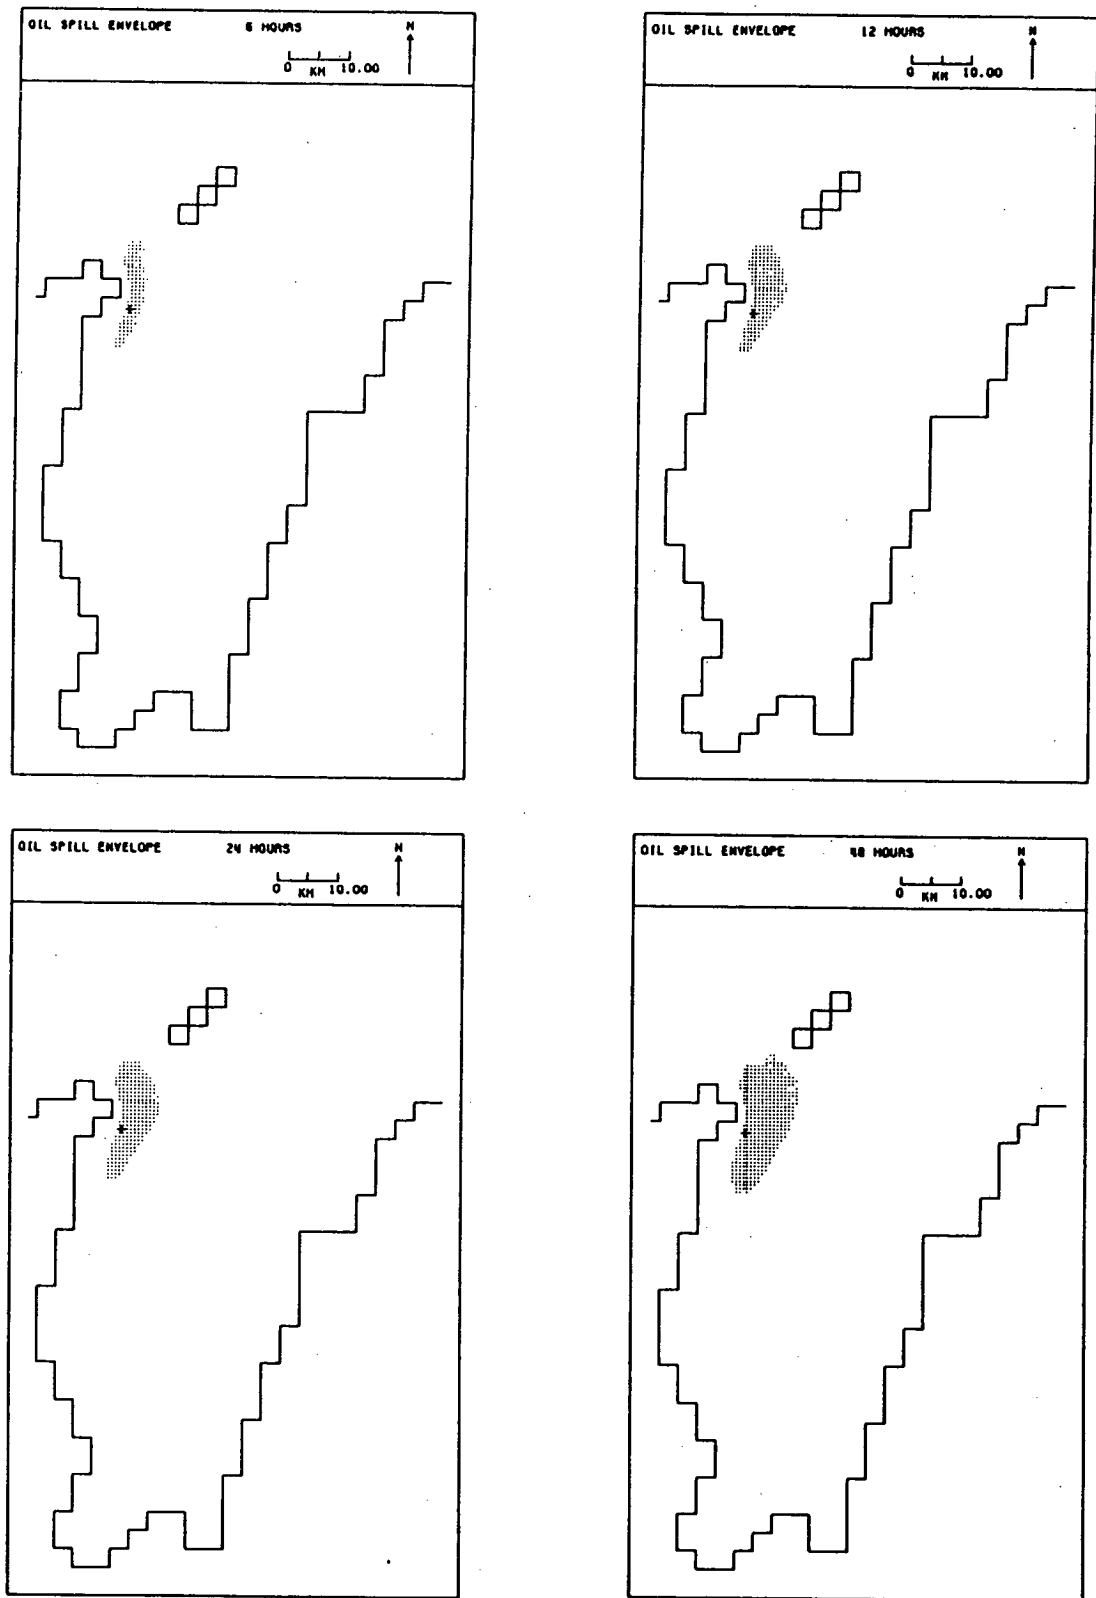 OIL SPILL ENVELOPE 6 HOURS N
0 KM 10.00
OIL SPILL ENVELOPE 12 HOURS N
0 KM 10.00
OIL SPILL ENVELOPE 24 HOURS N
0 KM 10.00
OIL SPILL ENVELOPE 48 HOURS N
0 KM 10.00